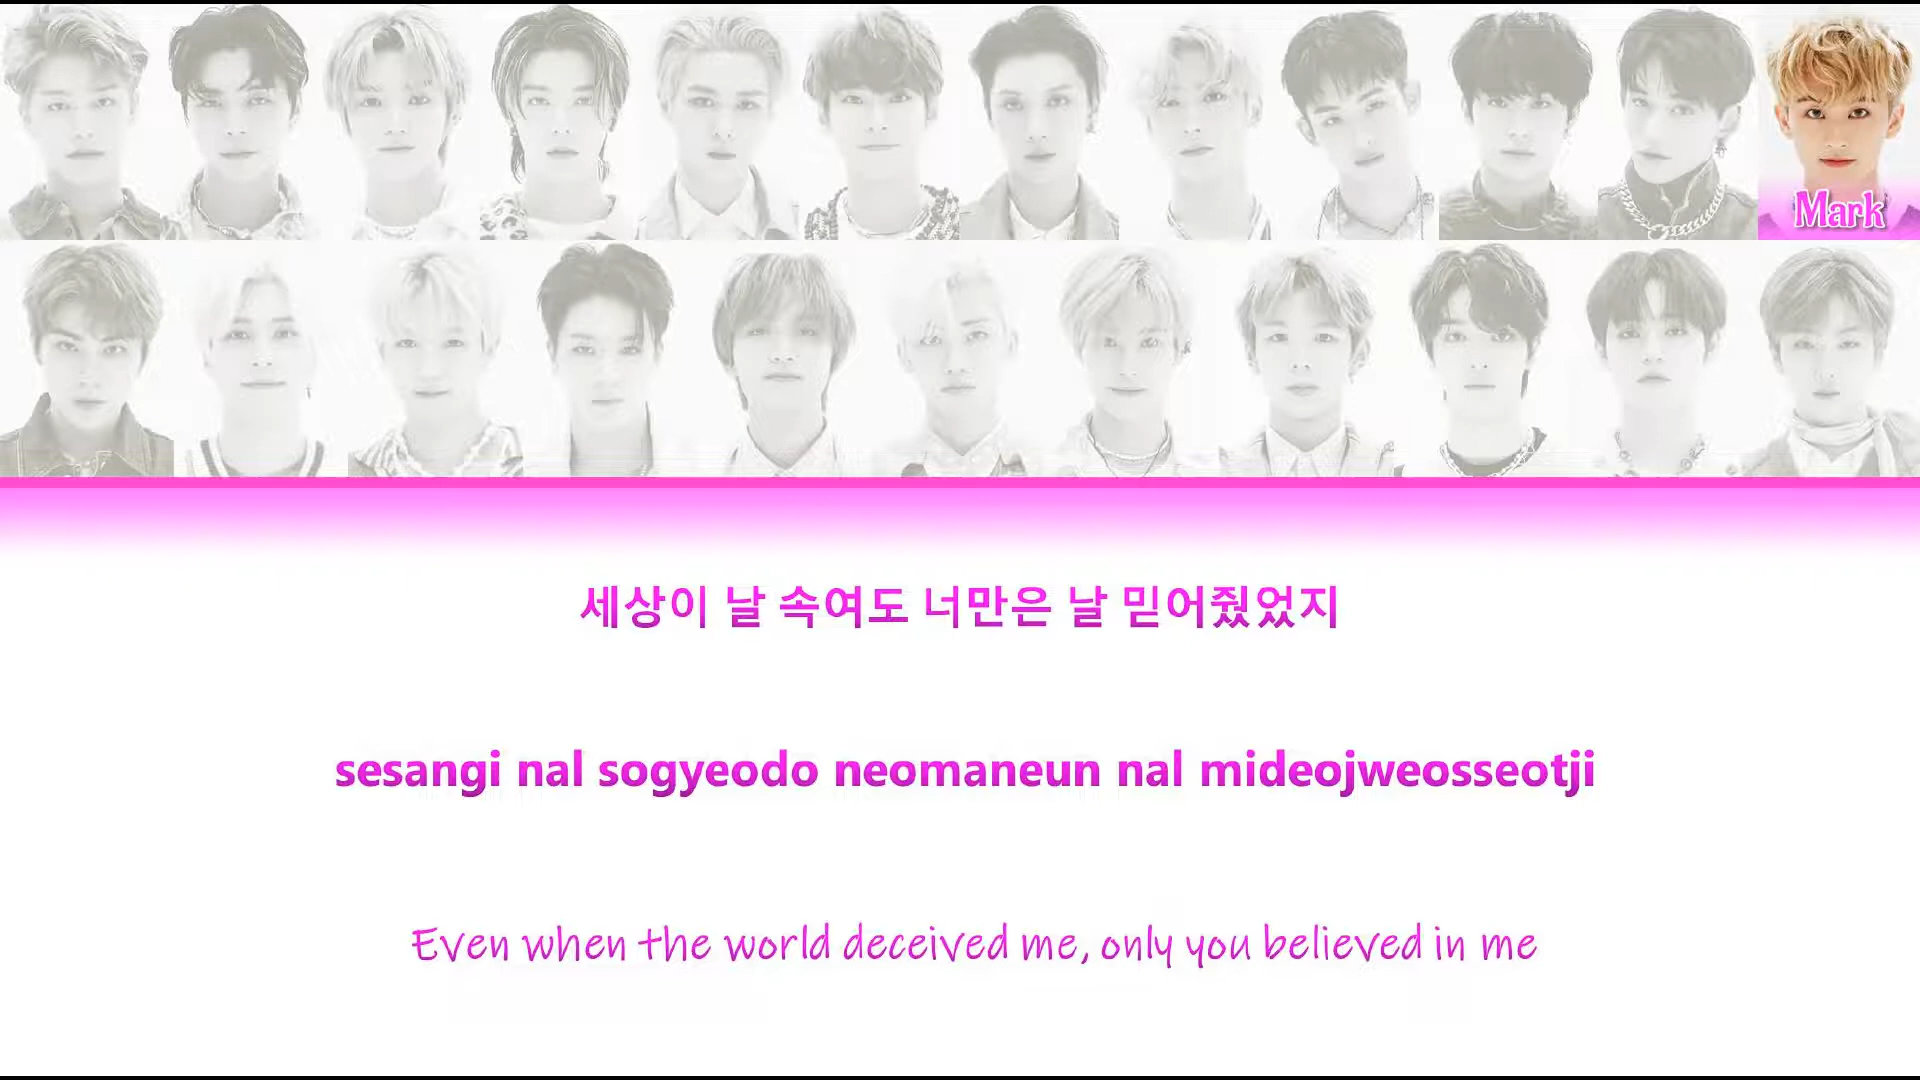 Mark
세상이 날 속여도 너만은 날 믿어줬었지
sesangi nal sogyeodo neomaneun nal mideojweosseotji
Even when the world deceived me, only you believed in me